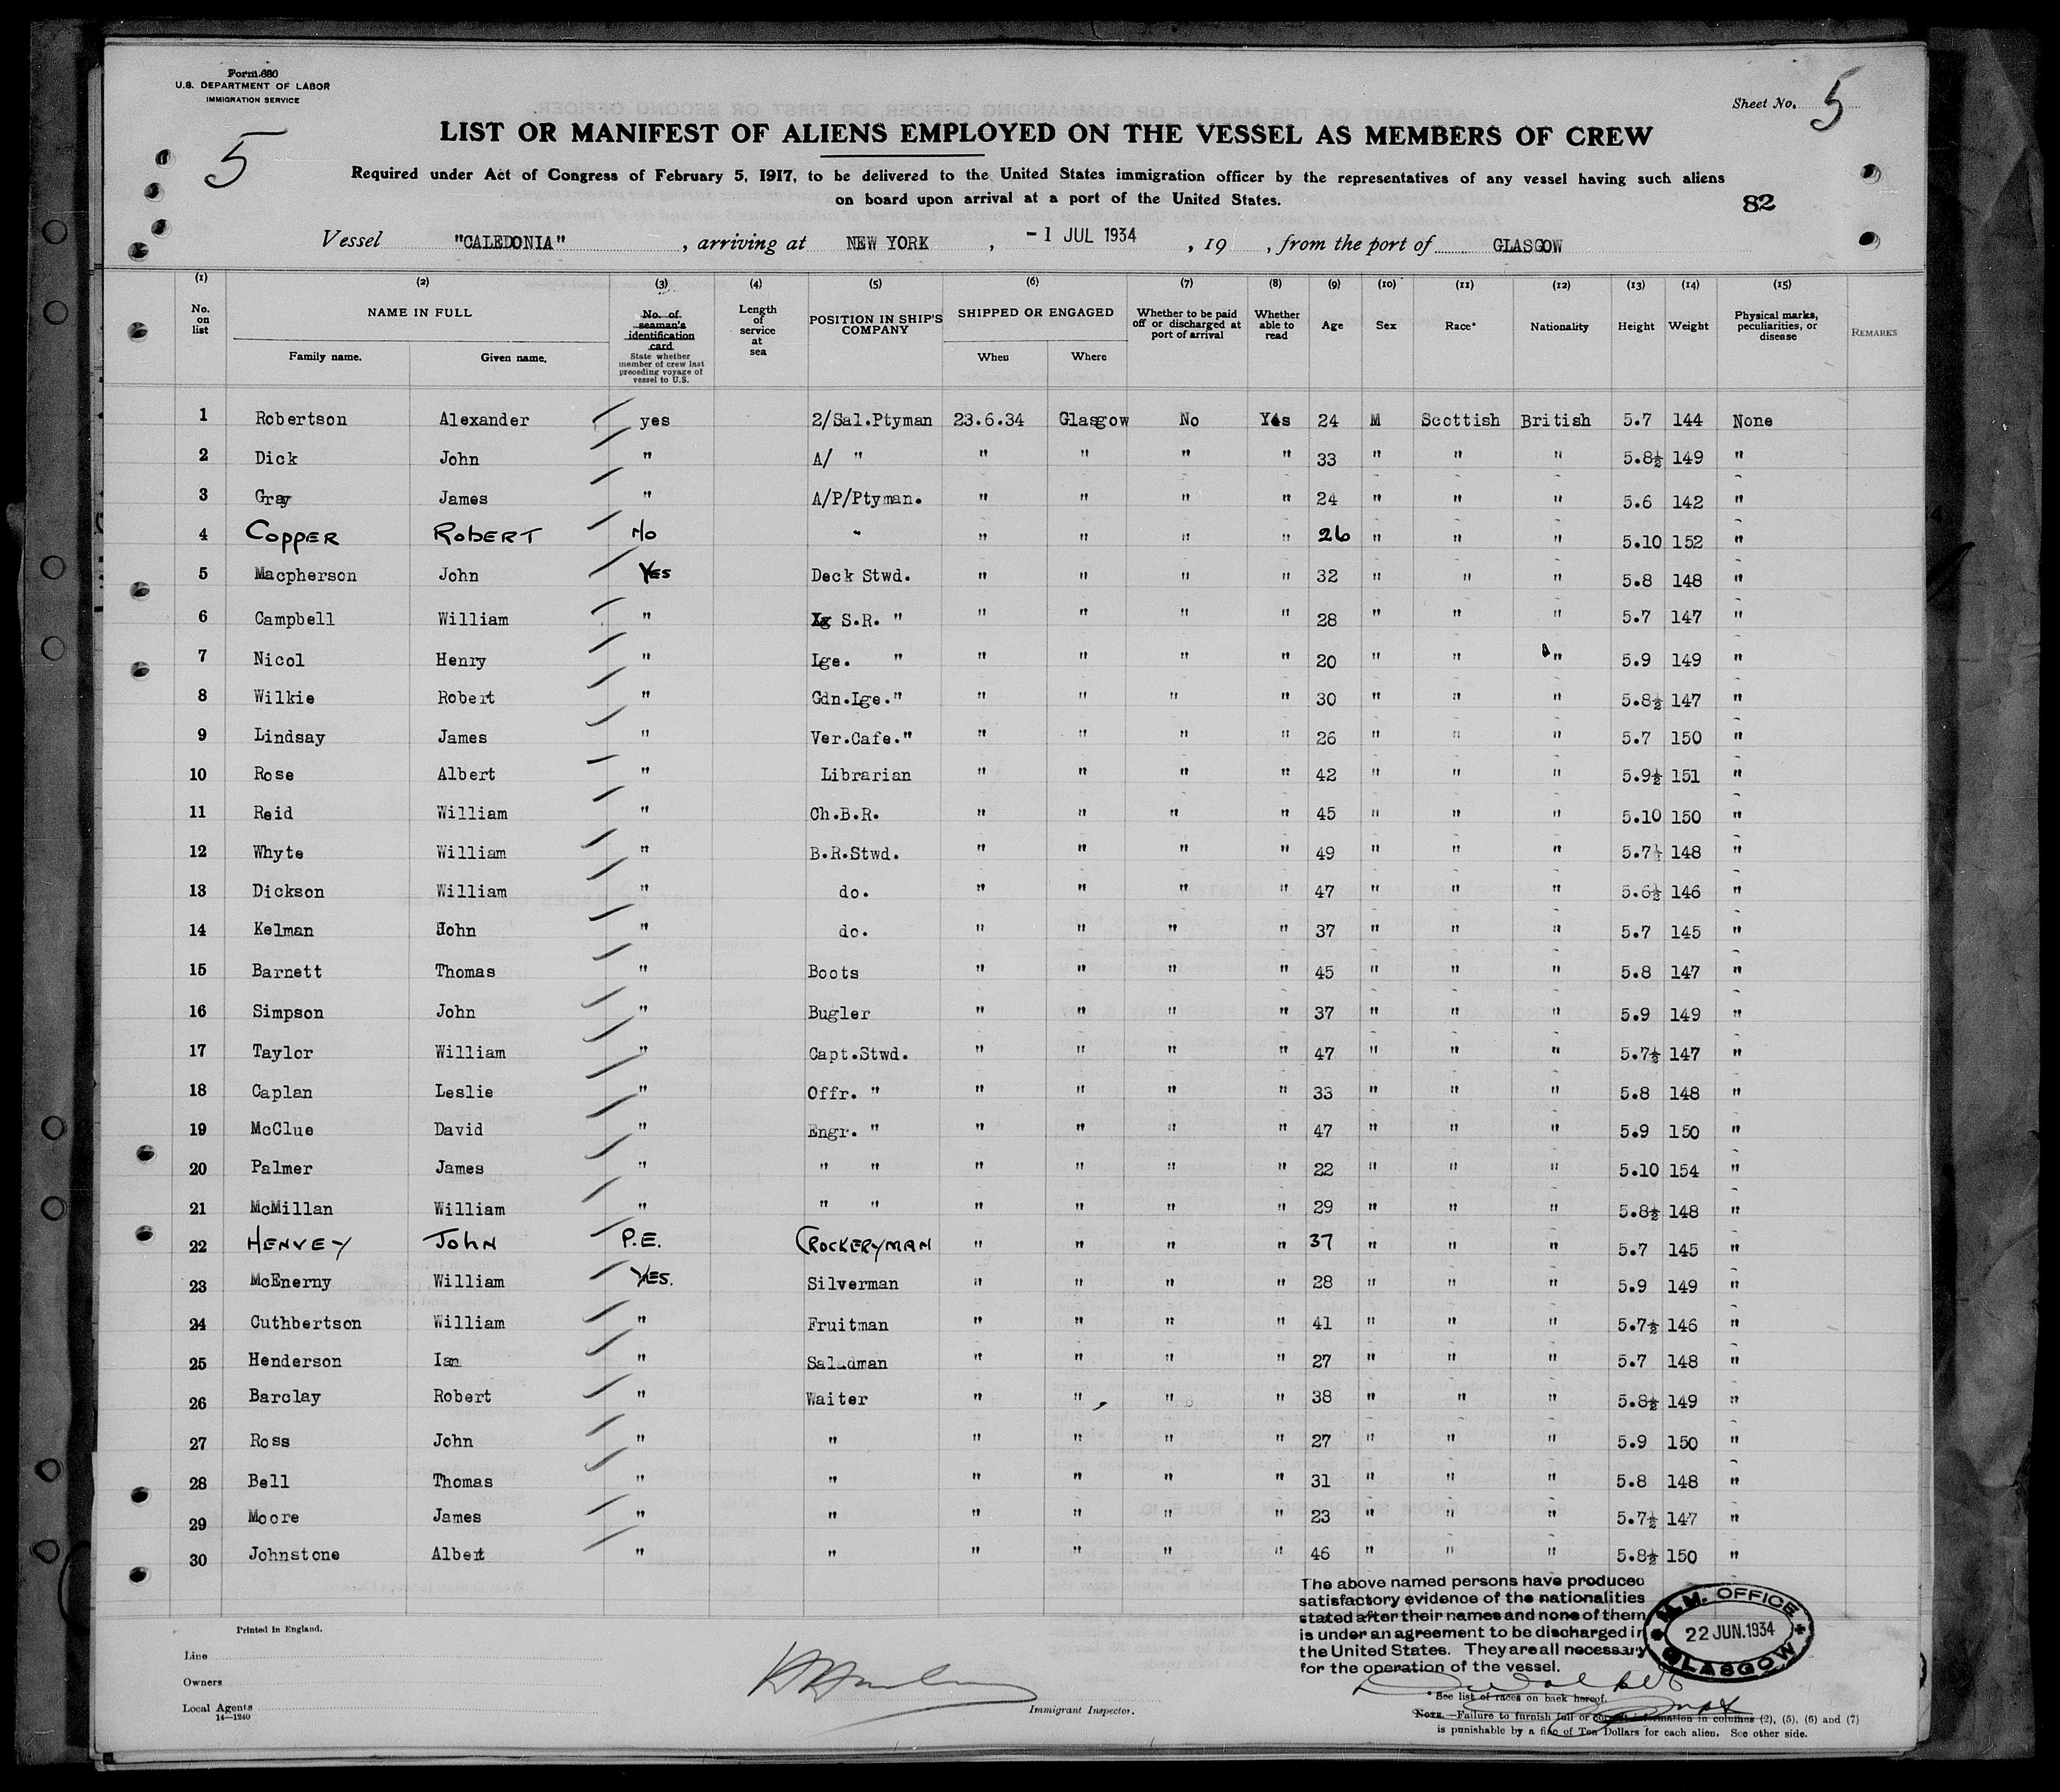 Form 680
U.S. DEPARTMENT OF LABOR
IMMIGRATION SERVICE
Sheet No. 5
5
LIST OR MANIFEST OF ALIENS EMPLOYED ON THE VESSEL AS MEMBERS OF CREW
Required under Act of Congress of February 5, 1917, to be delivered to the United States immigration officer by the representatives of any vessel having such aliens
on board upon arrival at a port of the United States.
82
Vessel "CALEDONIA", arriving at NEW YORK, -1 JUL 1934, 19 , from the port of GLASGOW
(1) (2) (3) (4) (5) (6) (7) (8) (9) (10) (11) (12) (13) (14) (15)
No. on list NAME IN FULL Family name. Given name. No. of seaman's identification card State whether member of crew last preceding voyage of vessel to U.S. Length of service at sea POSITION IN SHIP'S COMPANY SHIPPED OR ENGAGED When Where Whether to be paid off or discharged at port of arrival Whether able to read Age Sex Race* Nationality Height Weight Physical marks, peculiarities, or disease REMARKS
1 Robertson Alexander yes 2/Sal.Ptyman 23.6.34 Glasgow No Yes 24 M Scottish British 5.7 144 None
2 Dick John " A/ " " " " " 33 " " " 5.8½ 149 "
3 Gray James " A/P/Ptyman. " " " " 24 " " " 5.6 142 "
4 COPPER ROBERT No " " " " " 26 " " " 5.10 152 "
5 Macpherson John YES Deck Stwd. " " " " 32 " " " 5.8 148 "
6 Campbell William " S.R. " " " " " 28 " " " 5.7 147 "
7 Nicol Henry " Lge. " " " " " 20 " " " 5.9 149 "
8 Wilkie Robert " Gdn.Lge." " " " " 30 " " " 5.8½ 147 "
9 Lindsay James " Ver.Cafe." " " " " 26 " " " 5.7 150 "
10 Rose Albert " Librarian " " " " 42 " " " 5.9½ 151 "
11 Reid William " Ch.B.R. " " " " 45 " " " 5.10 150 "
12 Whyte William " B.R.Stwd. " " " " 49 " " " 5.7½ 148 "
13 Dickson William " do. " " " " 47 " " " 5.6½ 146 "
14 Kelman John " do. " " " " 37 " " " 5.7 145 "
15 Barnett Thomas " Boots " " " " 45 " " " 5.8 147 "
16 Simpson John " Bugler " " " " 37 " " " 5.9 149 "
17 Taylor William " Capt.Stwd. " " " " 47 " " " 5.7½ 147 "
18 Caplan Leslie " Offr. " " " " " 33 " " " 5.8 148 "
19 McClue David " Engr. " " " " " 47 " " " 5.9 150 "
20 Palmer James " " " " " " " 22 " " " 5.10 154 "
21 McMillan William " " " " " " " 29 " " " 5.8½ 148 "
22 HENVEY JOHN P.E. CROCKERYMAN " " " " 37 " " " 5.7 145 "
23 McEnerny William YES. Silverman " " " " 28 " " " 5.9 149 "
24 Cuthbertson William " Fruitman " " " " 41 " " " 5.7½ 146 "
25 Henderson Ian " Saladman " " " " 27 " " " 5.7 148 "
26 Barclay Robert " Waiter " " " " 38 " " " 5.8½ 149 "
27 Ross John " " " " " " 27 " " " 5.9 150 "
28 Bell Thomas " " " " " " 31 " " " 5.8 148 "
29 Moore James " " " " " " 23 " " " 5.7½ 147 "
30 Johnstone Albert " " " " " " 46 " " " 5.8½ 150 "
The above named persons have produced
satisfactory evidence of the nationalities
stated after their names and none of them
is under an agreement to be discharged in
the United States. They are all necessary
for the operation of the vessel.
M.M. OFFICE
22 JUN. 1934
GLASGOW
Printed in England.
Line
Owners
Local Agents
14—1240
Immigrant Inspector.
* See list of races on back hereof.
NOTE.—Failure to furnish full or correct information in columns (2), (5), (6) and (7)
is punishable by a fine of Ten Dollars for each alien. See other side.